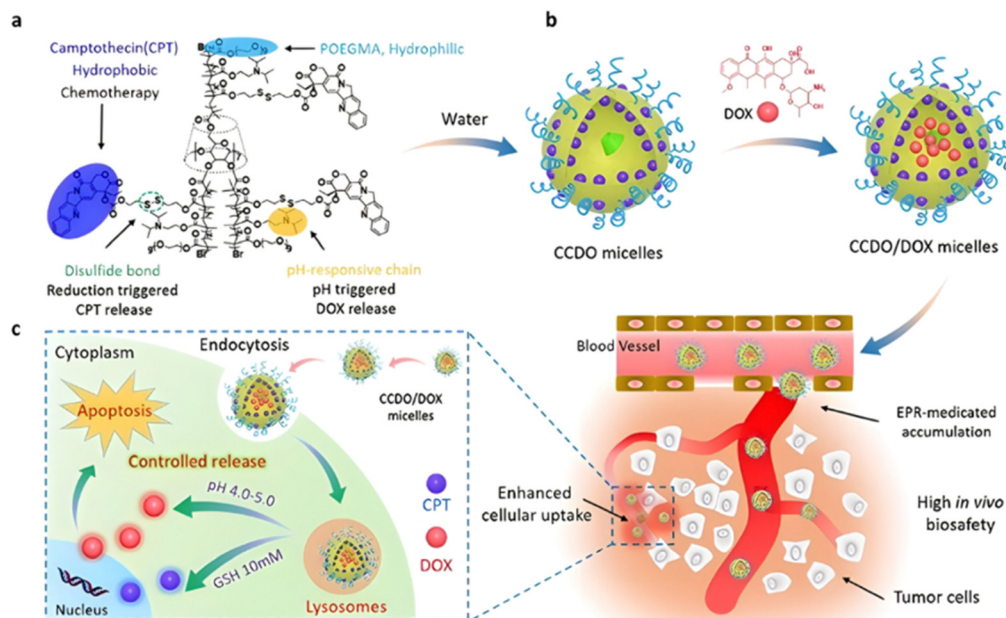 a
Camptothecin(CPT)
Hydrophobic
Chemotherapy
POEGMA, Hydrophilic
Disulfide bond
Reduction triggered
CPT release
pH-responsive chain
pH triggered
DOX release
Water
b
DOX
CCDO micelles
CCDO/DOX micelles
Blood Vessel
EPR-medicated
accumulation
Enhanced
cellular uptake
High in vivo
biosafety
Tumor cells
c
Cytoplasm
Endocytosis
CCDO/DOX
micelles
Apoptosis
Controlled release
pH 4.0-5.0
GSH 10mM
CPT
DOX
Nucleus
Lysosomes